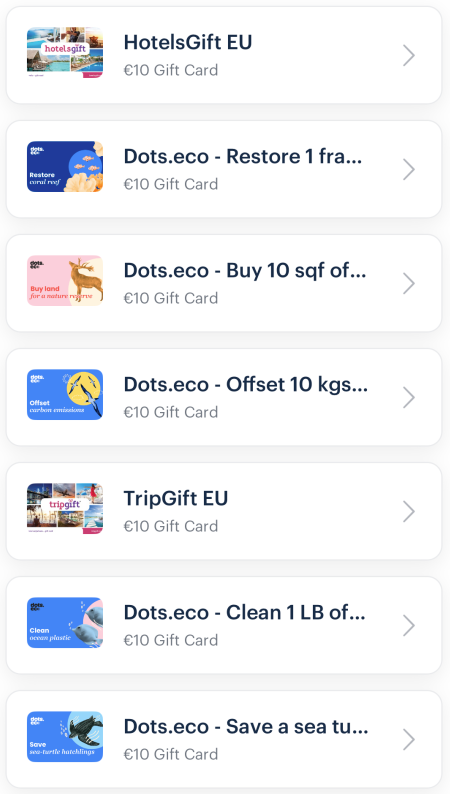 hotelsgift
HotelsGift EU
€10 Gift Card
dots.
eco
Restore
coral reef
Dots.eco - Restore 1 fra...
€10 Gift Card
dots.
eco
Buy land
for a nature reserve
Dots.eco - Buy 10 sqf of...
€10 Gift Card
dots.
eco
Offset
carbon emissions
Dots.eco - Offset 10 kgs...
€10 Gift Card
tripgift
TripGift EU
€10 Gift Card
dots.
eco
Clean
ocean plastic
Dots.eco - Clean 1 LB of...
€10 Gift Card
dots.
eco
Save
sea-turtle hatchlings
Dots.eco - Save a sea tu...
€10 Gift Card